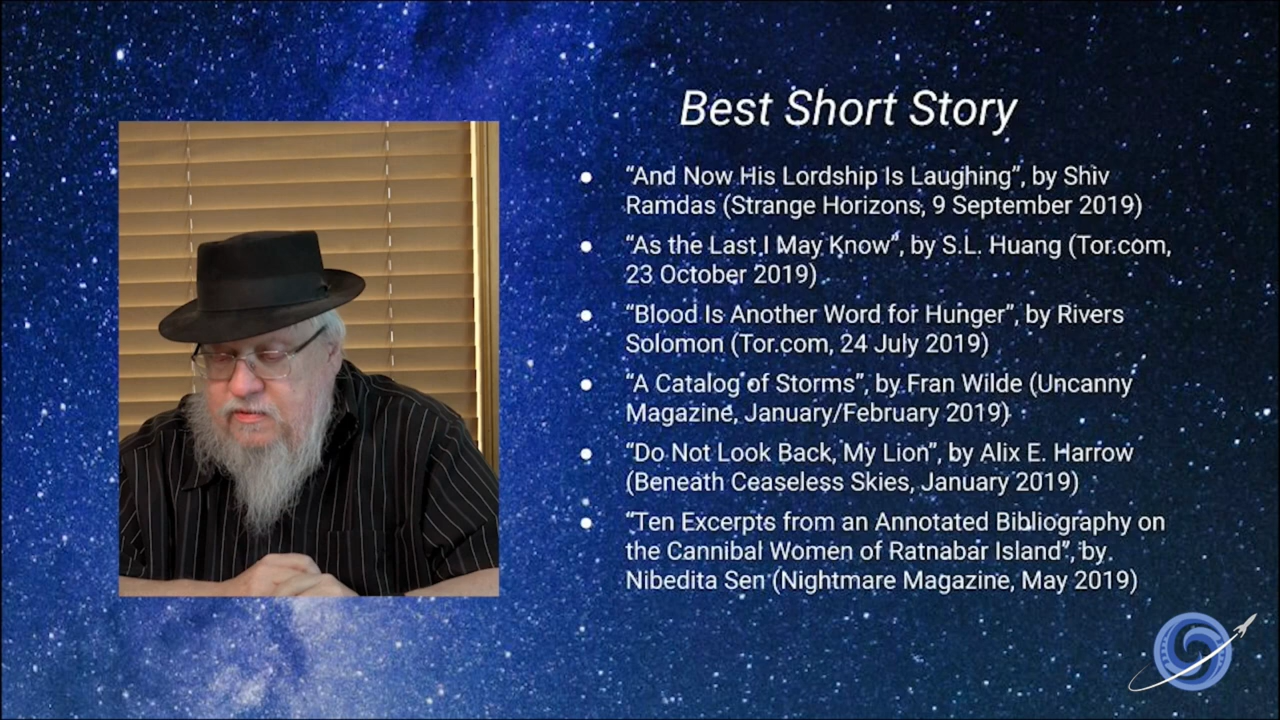 Best Short Story
“And Now His Lordship Is Laughing”, by Shiv
Ramdas (Strange Horizons, 9 September 2019)
“As the Last I May Know”, by S.L. Huang (Tor.com,
23 October 2019)
“Blood Is Another Word for Hunger”, by Rivers
Solomon (Tor.com, 24 July 2019)
“A Catalog of Storms”, by Fran Wilde (Uncanny
Magazine, January/February 2019)
“Do Not Look Back, My Lion”, by Alix E. Harrow
(Beneath Ceaseless Skies, January 2019)
“Ten Excerpts from an Annotated Bibliography on
the Cannibal Women of Ratnabar Island”, by
Nibedita Sen (Nightmare Magazine, May 2019)